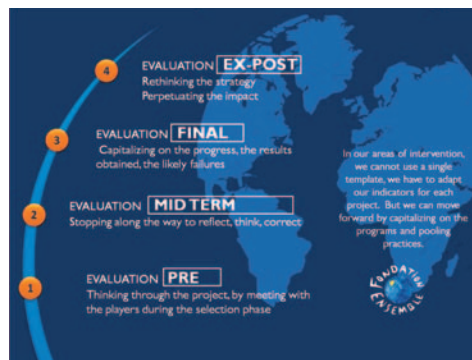 4
EVALUATION EX-POST
Rethinking the strategy
Perpetuating the impact
3
EVALUATION FINAL
Capitalizing on the progress, the results
obtained, the likely failures
2
EVALUATION MID TERM
Stopping along the way to reflect, think, correct
1
EVALUATION PRE
Thinking through the project, by meeting with
the players during the selection phase
In our areas of intervention,
we cannot use a single
template, we have to adapt
our indicators for each
project. But we can move
forward by capitalizing on the
programs and pooling
practices.
FONDATION
ENSEMBLE